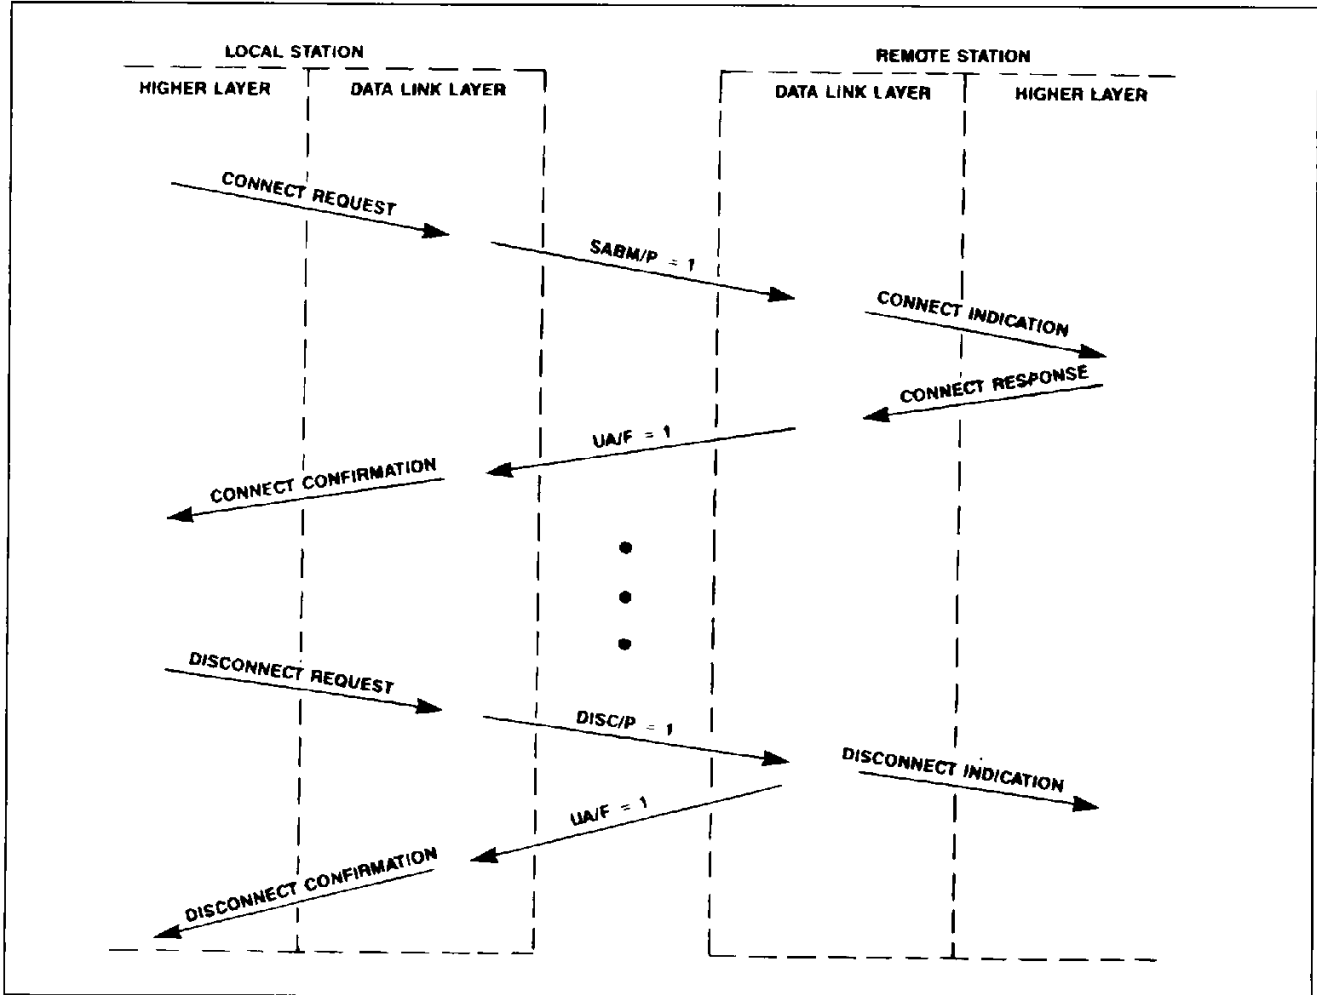 LOCAL STATION
REMOTE STATION
HIGHER LAYER
DATA LINK LAYER
DATA LINK LAYER
HIGHER LAYER
CONNECT REQUEST
SABM/P = 1
CONNECT INDICATION
CONNECT RESPONSE
UA/F = 1
CONNECT CONFIRMATION
DISCONNECT REQUEST
DISC/P = 1
DISCONNECT INDICATION
UA/F = 1
DISCONNECT CONFIRMATION